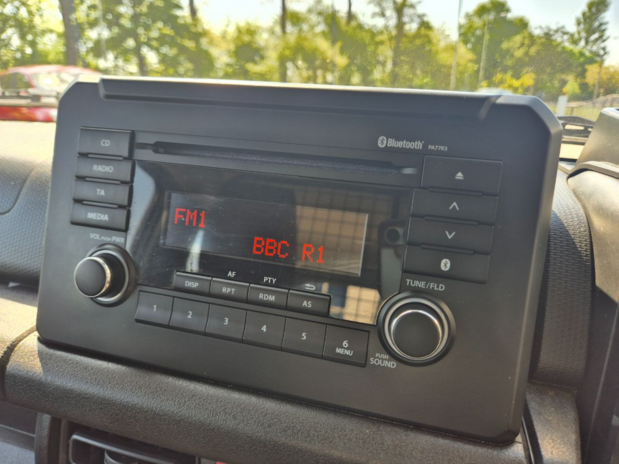 CD
Bluetooth PA7793
RADIO
TA
MEDIA
VOL PUSH PWR
FM1
BBC R1
AF PTY
DISP RPT RDM AS
TUNE/FLD
1 2 3 4 5 6
MENU
PUSH
SOUND